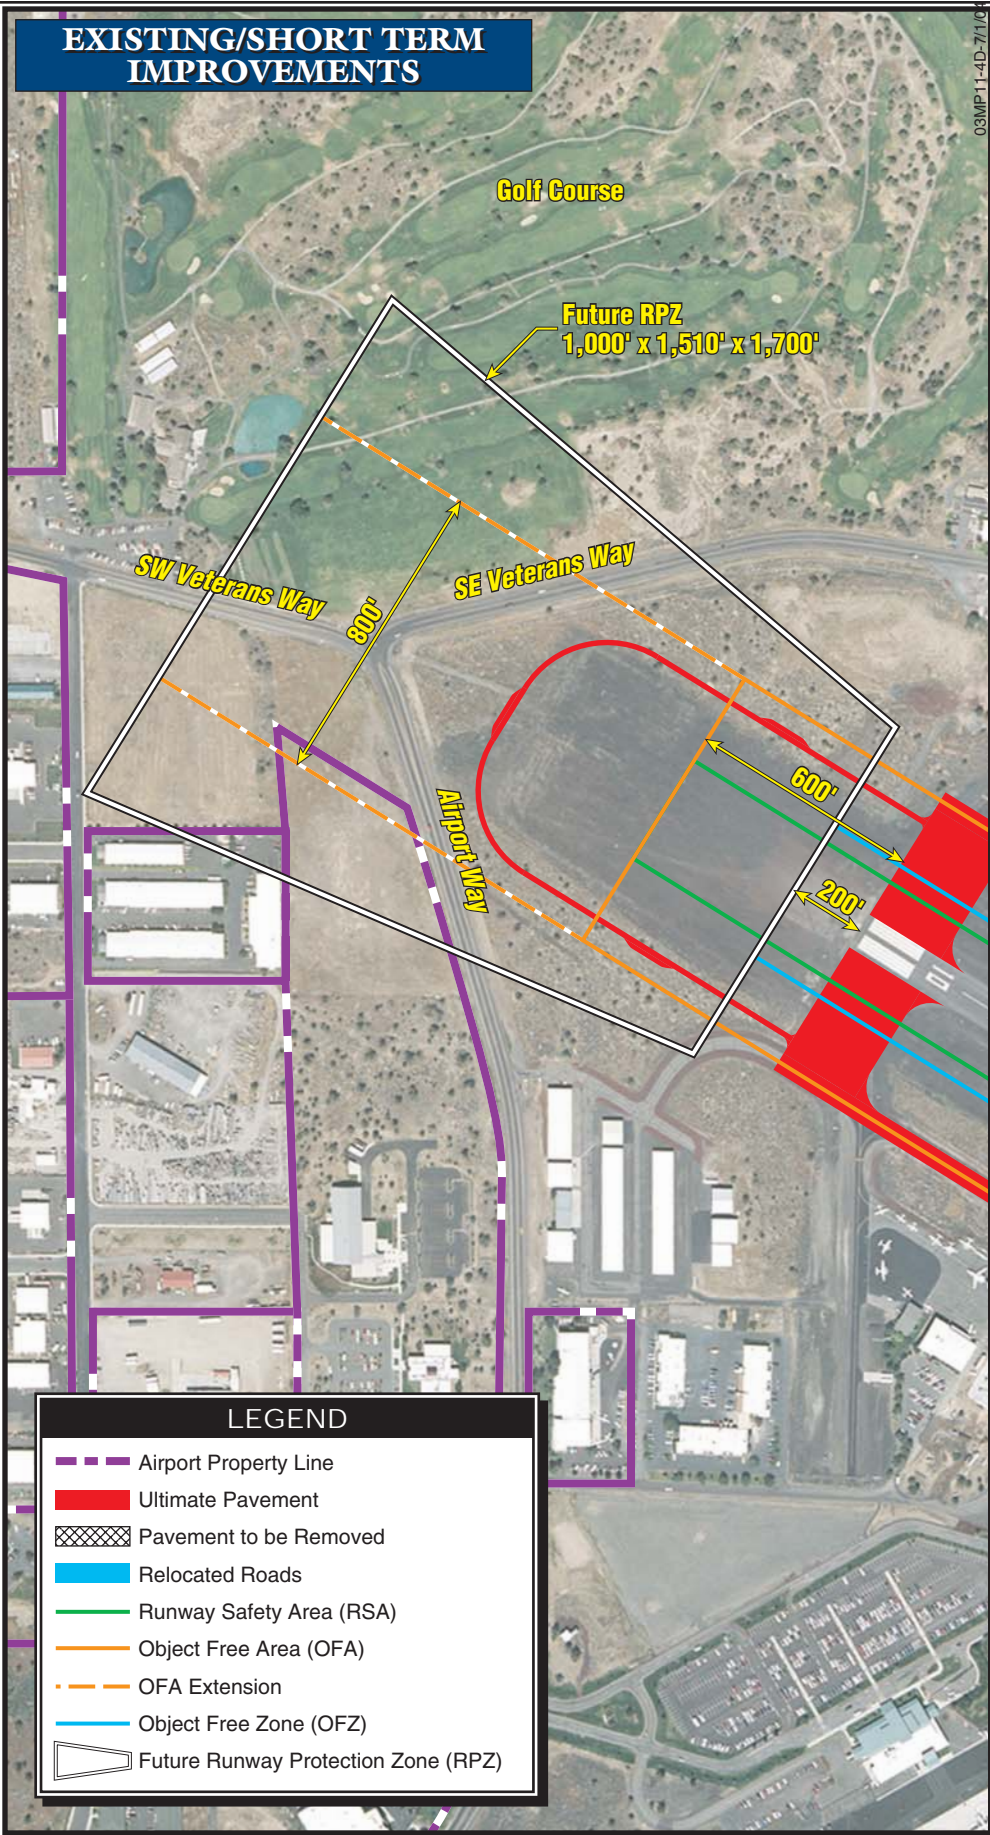 EXISTING/SHORT TERM
IMPROVEMENTS
03MP11-4D-7/1/04
Golf Course
Future RPZ
1,000' x 1,510' x 1,700'
SW Veterans Way
SE Veterans Way
800'
Airport Way
600'
200'
10
LEGEND
Airport Property Line
Ultimate Pavement
Pavement to be Removed
Relocated Roads
Runway Safety Area (RSA)
Object Free Area (OFA)
OFA Extension
Object Free Zone (OFZ)
Future Runway Protection Zone (RPZ)